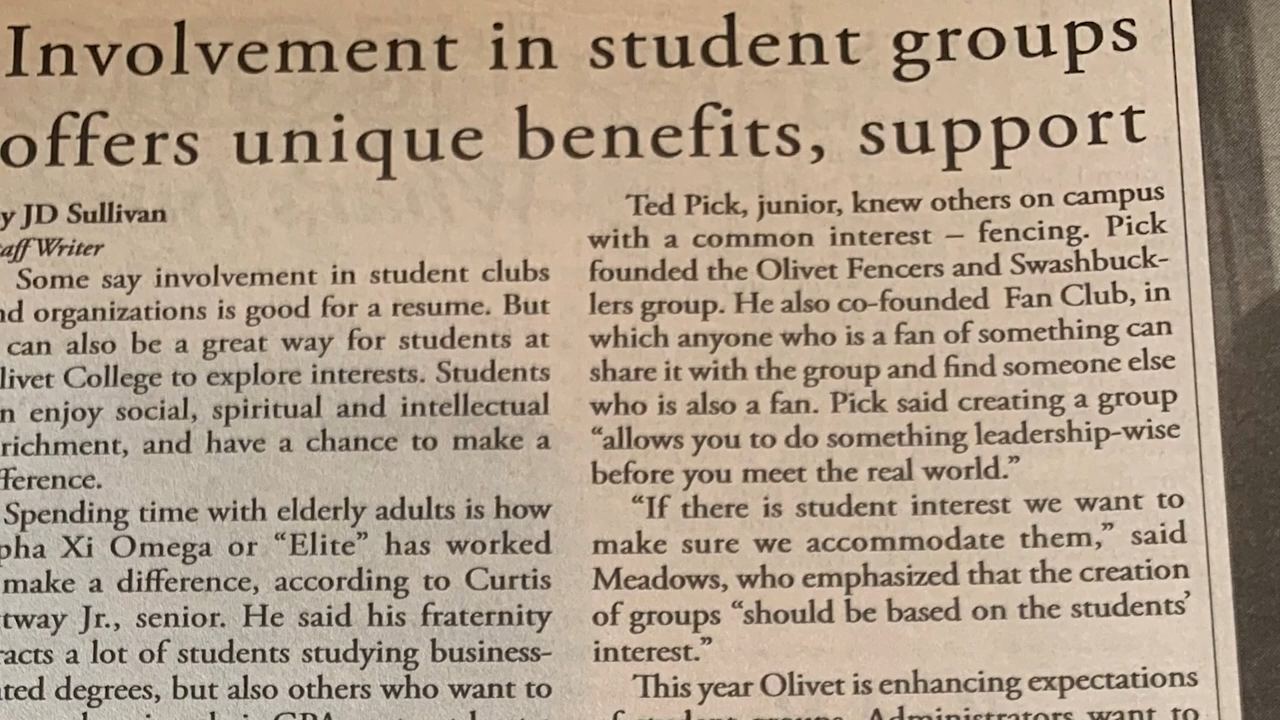 Involvement in student groups
offers unique benefits, support
y JD Sullivan
aff Writer
Some say involvement in student clubs
nd organizations is good for a resume. But
can also be a great way for students at
livet College to explore interests. Students
n enjoy social, spiritual and intellectual
richment, and have a chance to make a
fference.
Spending time with elderly adults is how
pha Xi Omega or “Elite” has worked
make a difference, according to Curtis
tway Jr., senior. He said his fraternity
racts a lot of students studying business-
ated degrees, but also others who want to
Ted Pick, junior, knew others on campus
with a common interest – fencing. Pick
founded the Olivet Fencers and Swashbuck-
lers group. He also co-founded Fan Club, in
which anyone who is a fan of something can
share it with the group and find someone else
who is also a fan. Pick said creating a group
“allows you to do something leadership-wise
before you meet the real world.”
“If there is student interest we want to
make sure we accommodate them,” said
Meadows, who emphasized that the creation
of groups “should be based on the students’
interest.”
This year Olivet is enhancing expectations
Administrators want to